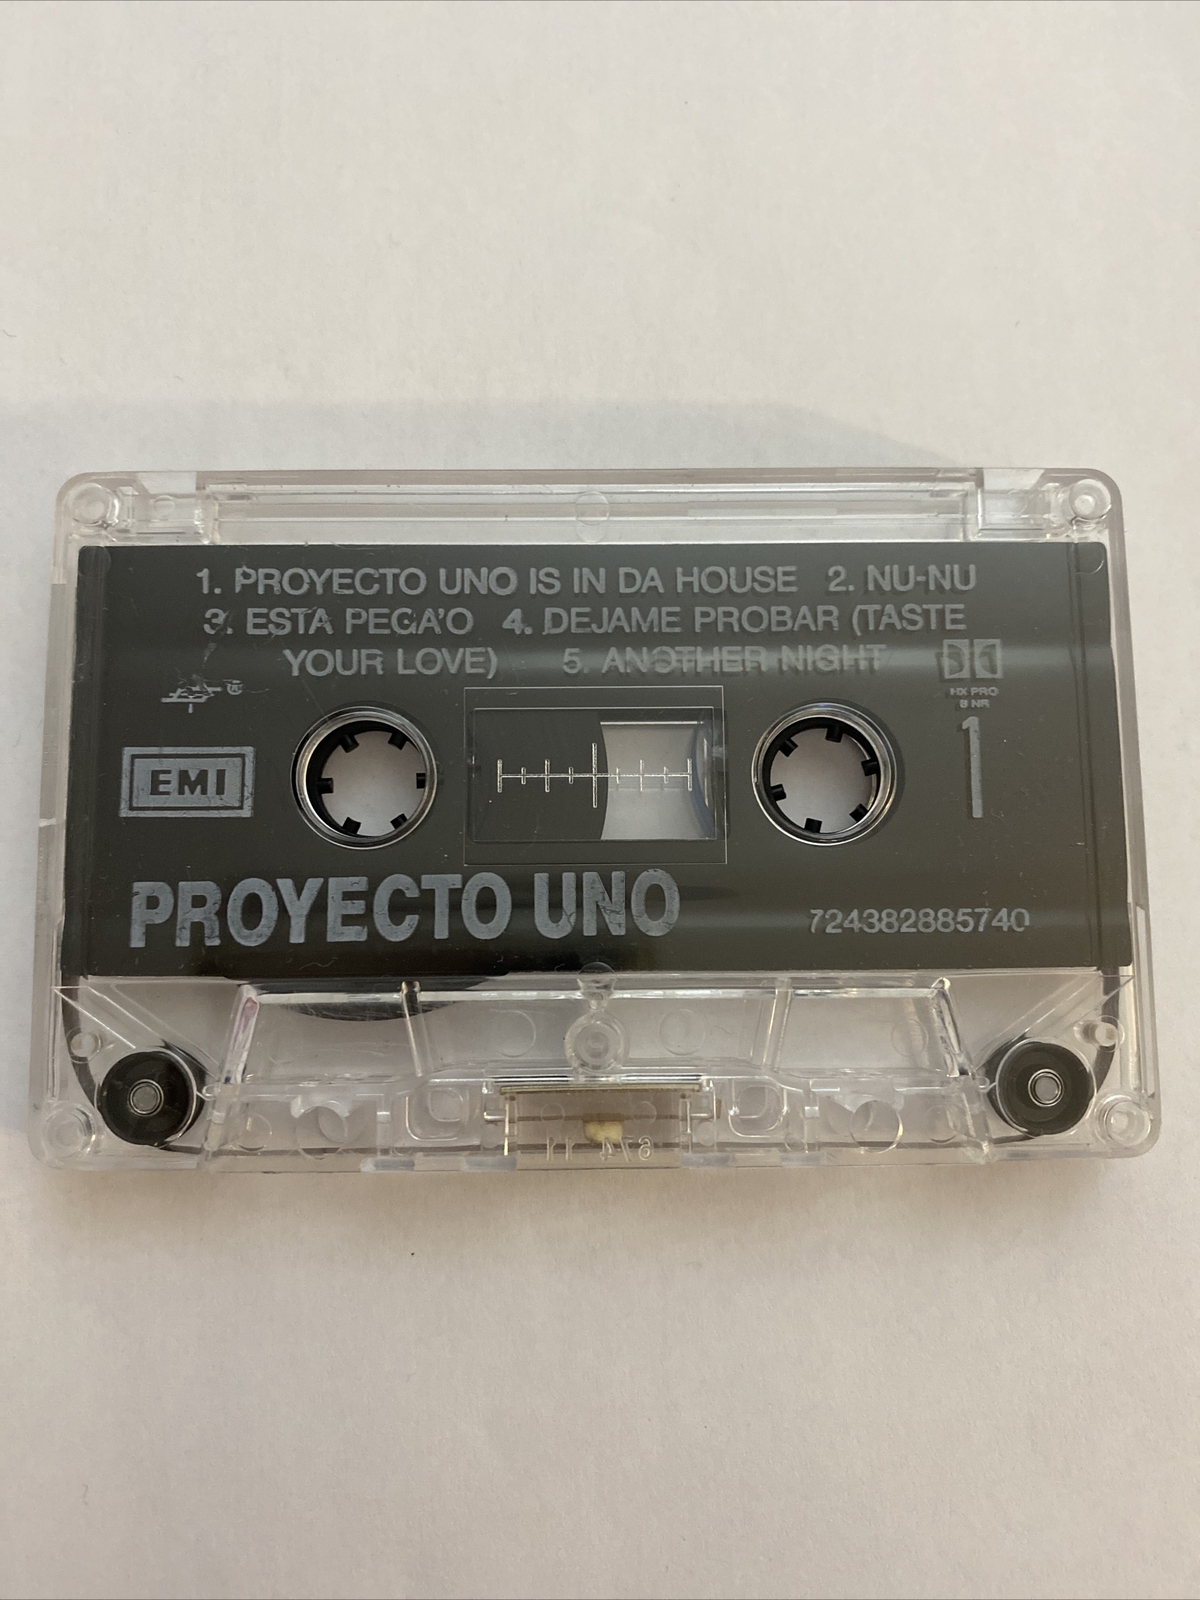 1. PROYECTO UNO IS IN DA HOUSE 2. NU-NU
3. ESTA PEGA'O 4. DEJAME PROBAR (TASTE
YOUR LOVE) 5. ANOTHER NIGHT
HX PRO
B NR
1
EMI
PROYECTO UNO
724382885740